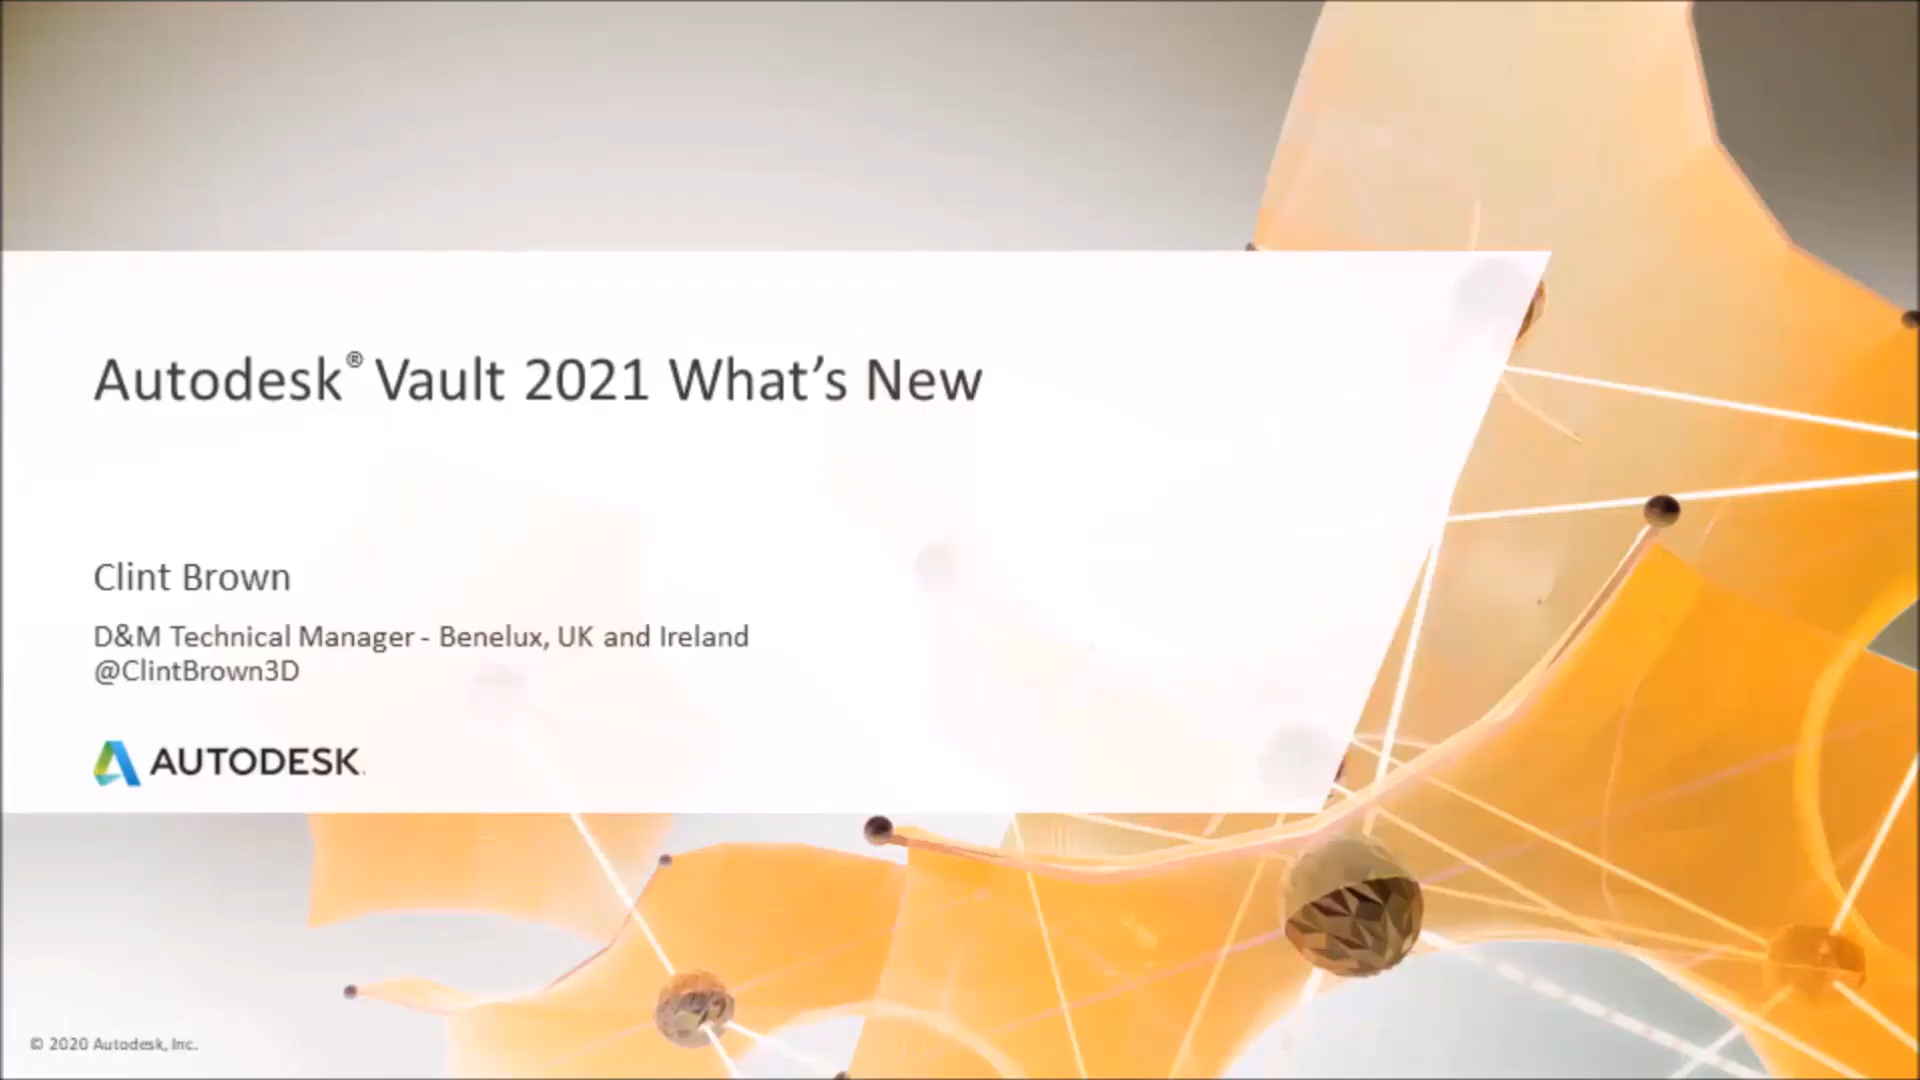 Autodesk® Vault 2021 What’s New
Clint Brown
D&M Technical Manager - Benelux, UK and Ireland
@ClintBrown3D
AUTODESK.
© 2020 Autodesk, Inc.